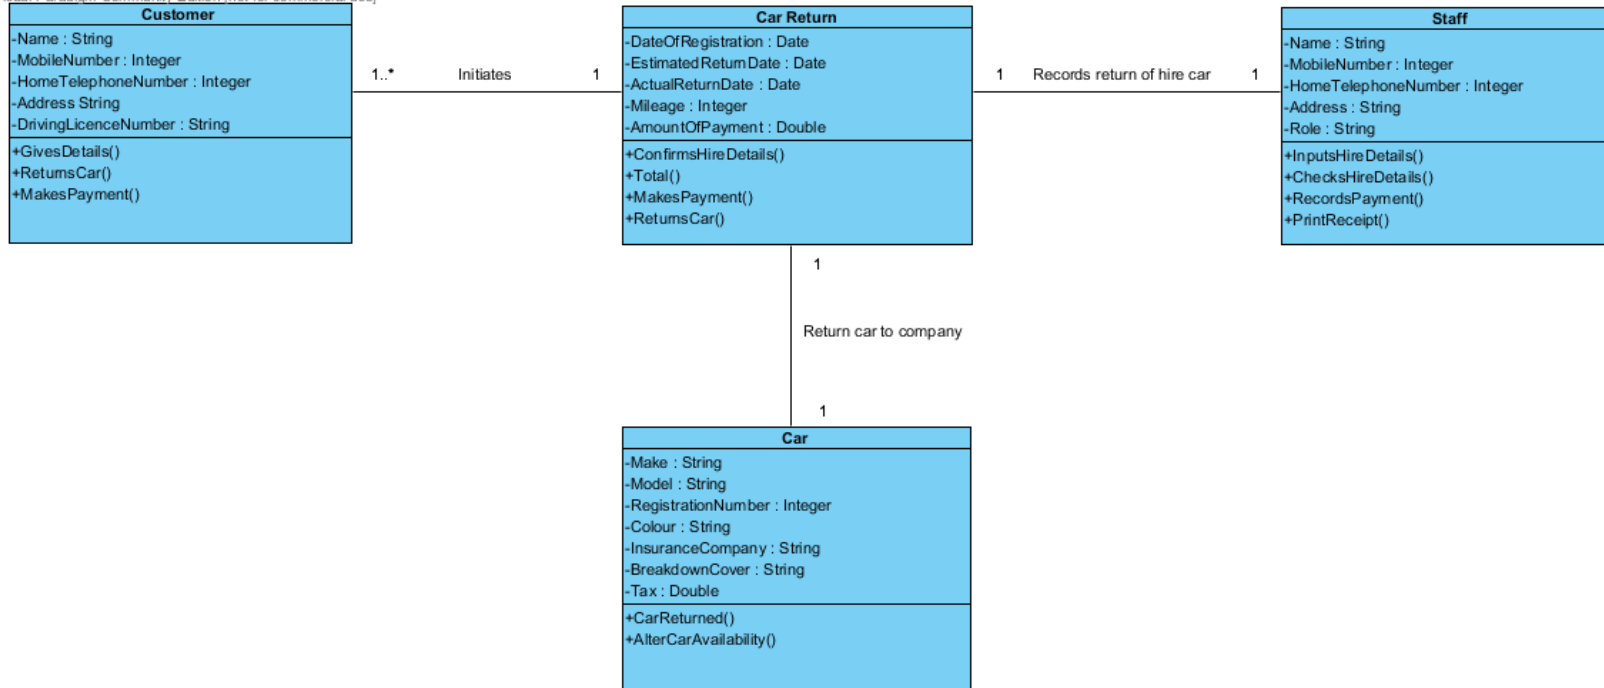 Customer
-Name : String
-MobileNumber : Integer
-HomeTelephoneNumber : Integer
-Address String
-DrivingLicenceNumber : String
+GivesDetails()
+ReturnsCar()
+MakesPayment()
1..*
Initiates
1
Car Return
-DateOfRegistration : Date
-EstimatedReturnDate : Date
-ActualReturnDate : Date
-Mileage : Integer
-AmountOfPayment : Double
+ConfirmsHireDetails()
+Total()
+MakesPayment()
+ReturnsCar()
1
Records return of hire car
1
Staff
-Name : String
-MobileNumber : Integer
-HomeTelephoneNumber : Integer
-Address : String
-Role : String
+InputsHireDetails()
+ChecksHireDetails()
+RecordsPayment()
+PrintReceipt()
1
Return car to company
1
Car
-Make : String
-Model : String
-RegistrationNumber : Integer
-Colour : String
-InsuranceCompany : String
-BreakdownCover : String
-Tax : Double
+CarReturned()
+AlterCarAvailability()